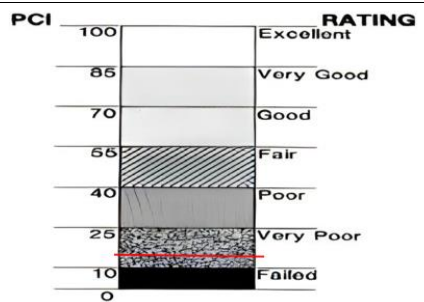 PCI RATING
100 Excellent
85 Very Good
70 Good
55 Fair
40 Poor
25 Very Poor
10 Failed
0